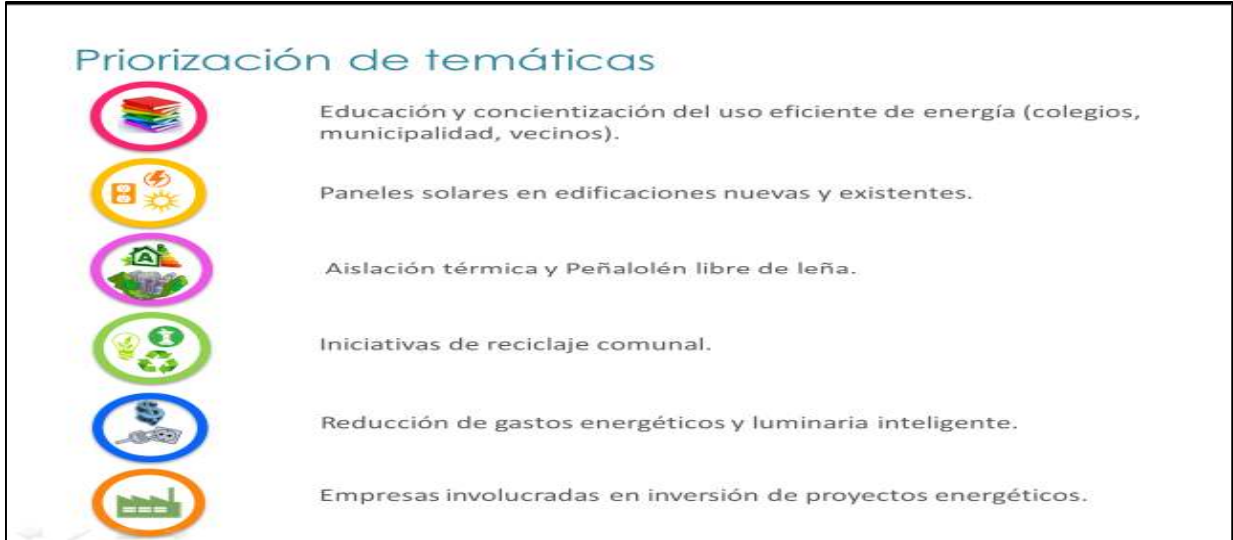 Priorización de temáticas
Educación y concientización del uso eficiente de energía (colegios,
municipalidad, vecinos).
Paneles solares en edificaciones nuevas y existentes.
A
Aislación térmica y Peñalolén libre de leña.
Iniciativas de reciclaje comunal.
Reducción de gastos energéticos y luminaria inteligente.
Empresas involucradas en inversión de proyectos energéticos.